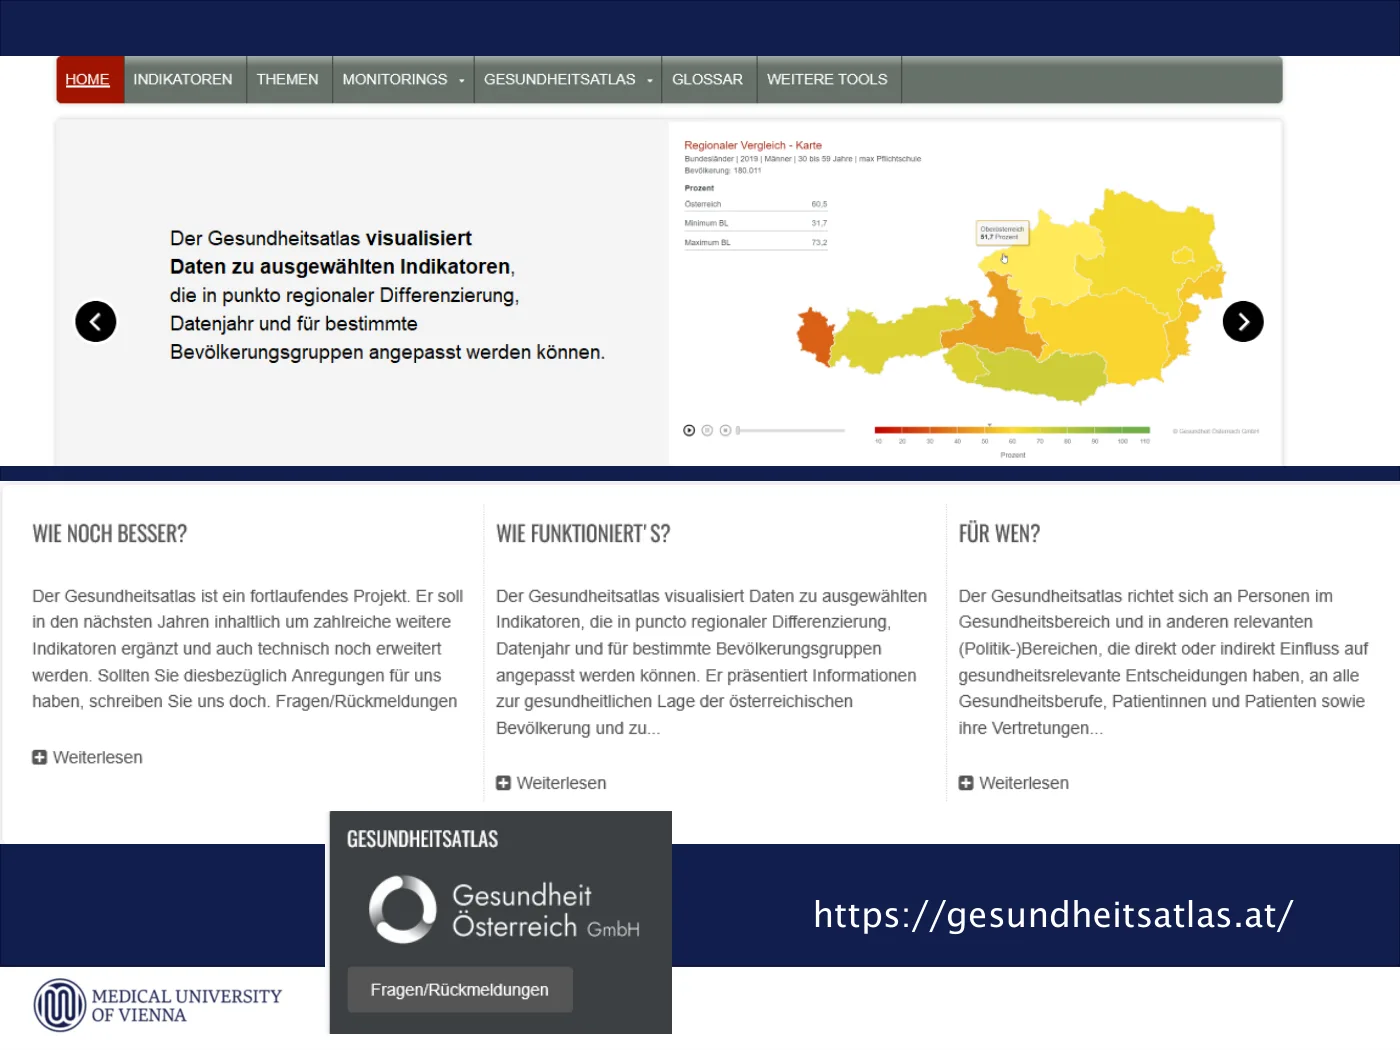 HOME INDIKATOREN THEMEN MONITORINGS GESUNDHEITSATLAS GLOSSAR WEITERE TOOLS
Der Gesundheitsatlas visualisiert
Daten zu ausgewählten Indikatoren,
die in punkto regionaler Differenzierung,
Datenjahr und für bestimmte
Bevölkerungsgruppen angepasst werden können.
Regionaler Vergleich - Karte
Bundesländer | 2019 | Männer | 30 bis 59 Jahre | max Pflichtschule
Bevölkerung: 180.011
Prozent
Österreich 60,5
Minimum BL 31,7
Maximum BL 73,2
Oberösterreich
51,7 Prozent
10 20 30 40 50 60 70 80 90 100 110
Prozent
© Gesundheit Österreich GmbH
WIE NOCH BESSER?
Der Gesundheitsatlas ist ein fortlaufendes Projekt. Er soll
in den nächsten Jahren inhaltlich um zahlreiche weitere
Indikatoren ergänzt und auch technisch noch erweitert
werden. Sollten Sie diesbezüglich Anregungen für uns
haben, schreiben Sie uns doch. Fragen/Rückmeldungen
Weiterlesen
WIE FUNKTIONIERT'S?
Der Gesundheitsatlas visualisiert Daten zu ausgewählten
Indikatoren, die in puncto regionaler Differenzierung,
Datenjahr und für bestimmte Bevölkerungsgruppen
angepasst werden können. Er präsentiert Informationen
zur gesundheitlichen Lage der österreichischen
Bevölkerung und zu...
Weiterlesen
FÜR WEN?
Der Gesundheitsatlas richtet sich an Personen im
Gesundheitsbereich und in anderen relevanten
(Politik-)Bereichen, die direkt oder indirekt Einfluss auf
gesundheitsrelevante Entscheidungen haben, an alle
Gesundheitsberufe, Patientinnen und Patienten sowie
ihre Vertretungen...
Weiterlesen
GESUNDHEITSATLAS
Gesundheit
Österreich GmbH
Fragen/Rückmeldungen
https://gesundheitsatlas.at/
MEDICAL UNIVERSITY
OF VIENNA